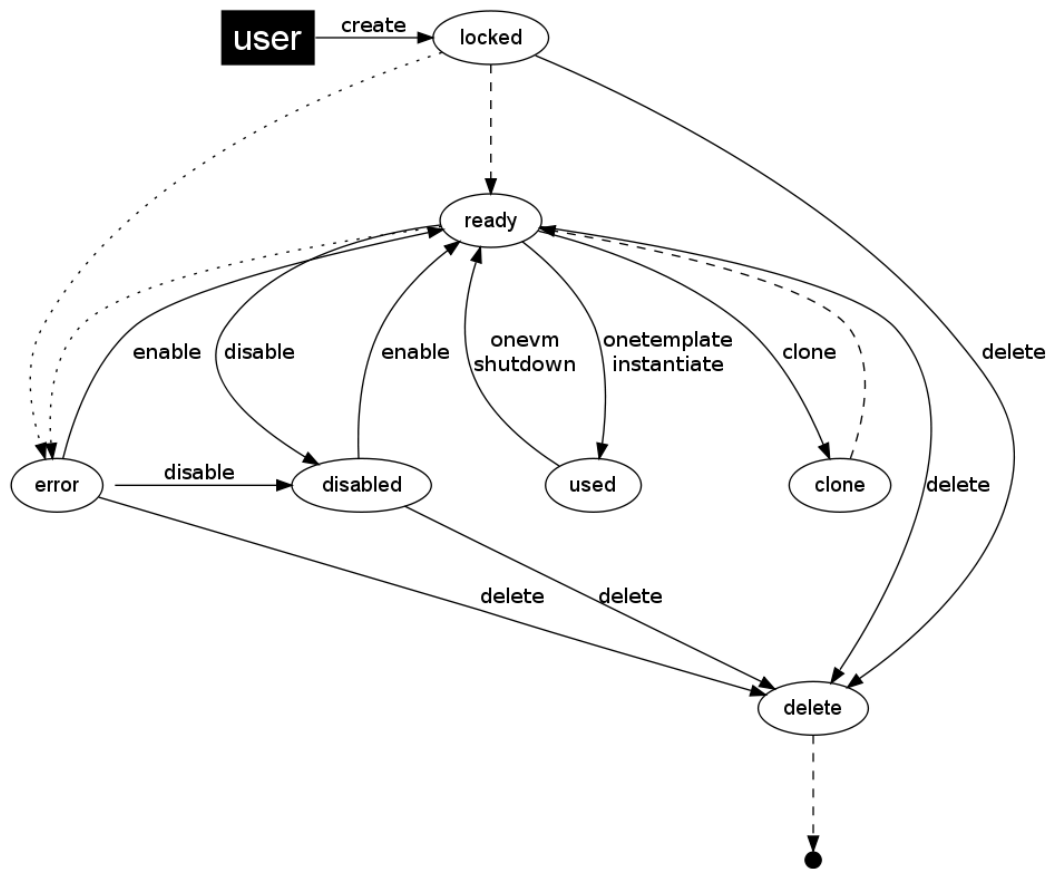 user
create
locked
ready
enable
disable
enable
onevm
shutdown
onetemplate
instantiate
clone
delete
error
disable
disabled
used
clone
delete
delete
delete
delete